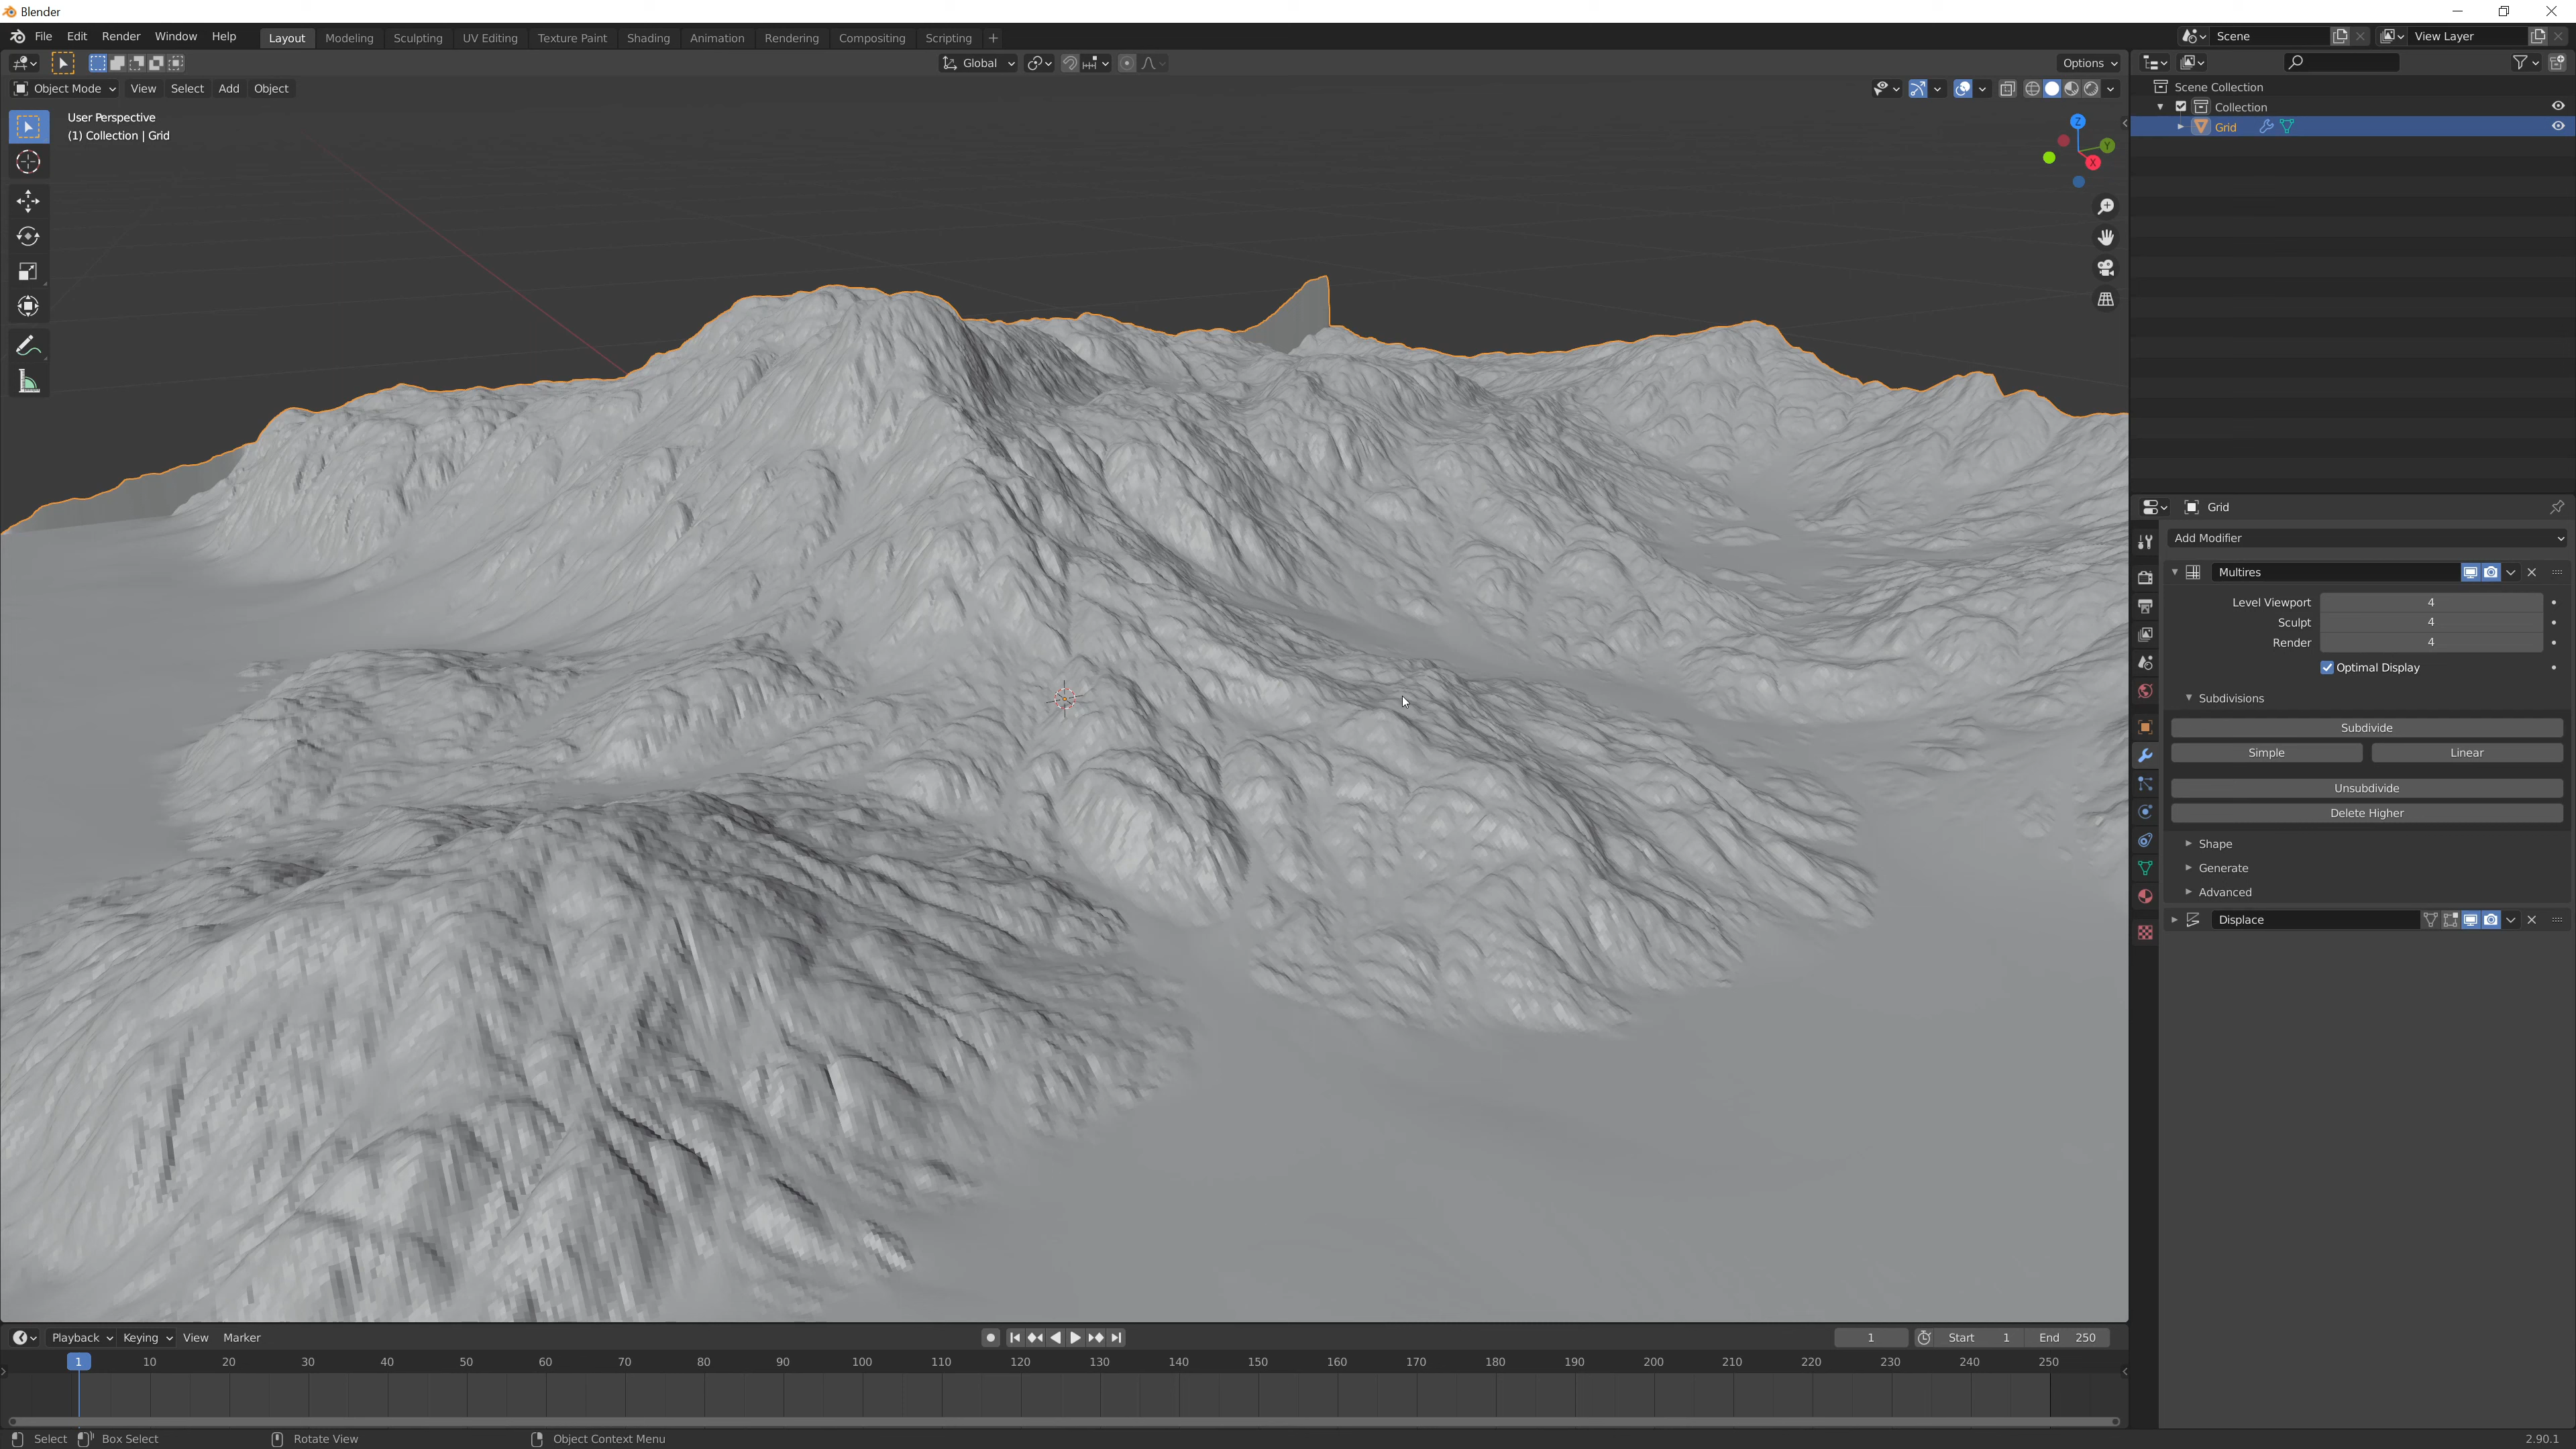 Blender
File Edit Render Window Help Layout Modeling Sculpting UV Editing Texture Paint Shading Animation Rendering Compositing Scripting + Scene View Layer
Global Options
Object Mode View Select Add Object
User Perspective
(1) Collection | Grid
Z
Y
X
Scene Collection
Collection
Grid
Grid
Add Modifier
Multires
Level Viewport 4
Sculpt 4
Render 4
Optimal Display
Subdivisions
Subdivide
Simple Linear
Unsubdivide
Delete Higher
Shape
Generate
Advanced
Displace
Playback Keying View Marker 1 Start 1 End 250
1 10 20 30 40 50 60 70 80 90 100 110 120 130 140 150 160 170 180 190 200 210 220 230 240 250
Select Box Select Rotate View Object Context Menu 2.90.1